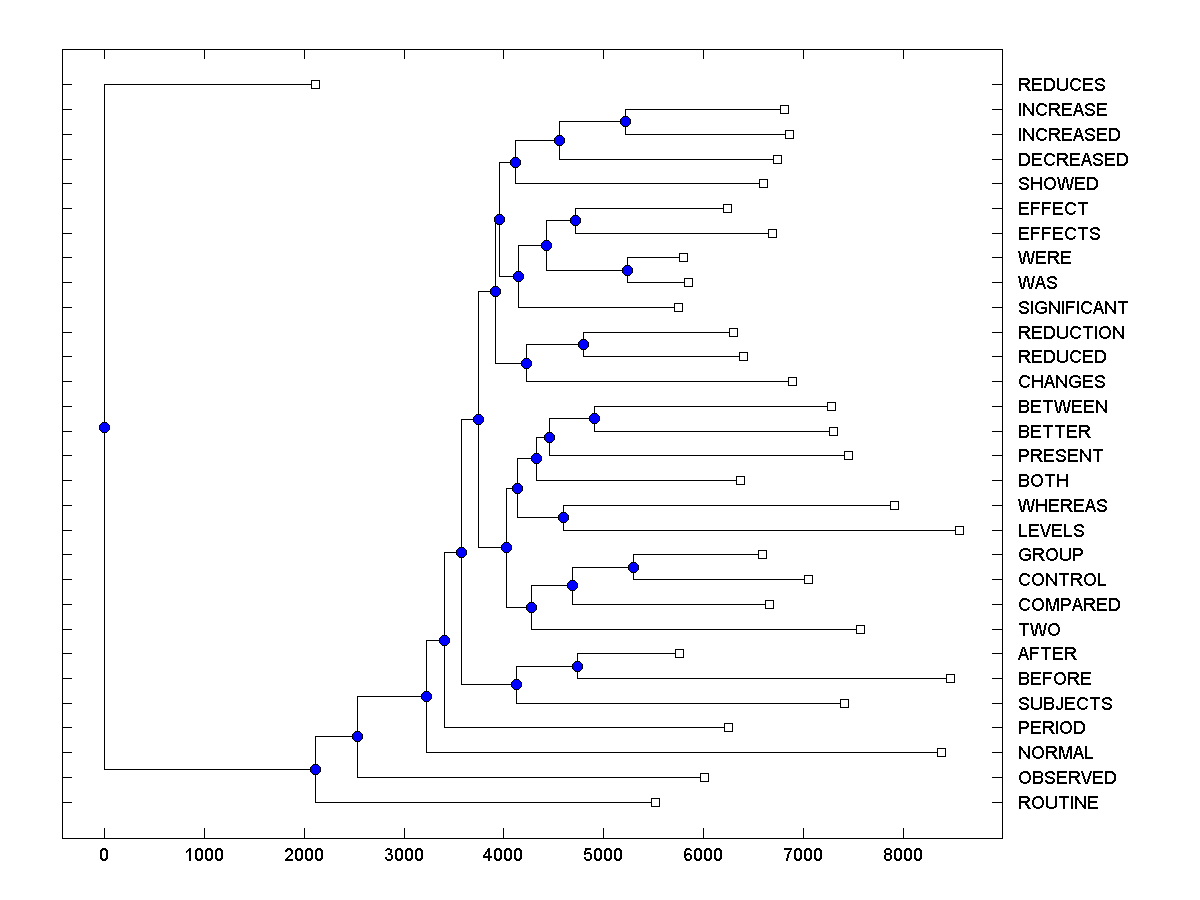 REDUCES
INCREASE
INCREASED
DECREASED
SHOWED
EFFECT
EFFECTS
WERE
WAS
SIGNIFICANT
REDUCTION
REDUCED
CHANGES
BETWEEN
BETTER
PRESENT
BOTH
WHEREAS
LEVELS
GROUP
CONTROL
COMPARED
TWO
AFTER
BEFORE
SUBJECTS
PERIOD
NORMAL
OBSERVED
ROUTINE
0 1000 2000 3000 4000 5000 6000 7000 8000